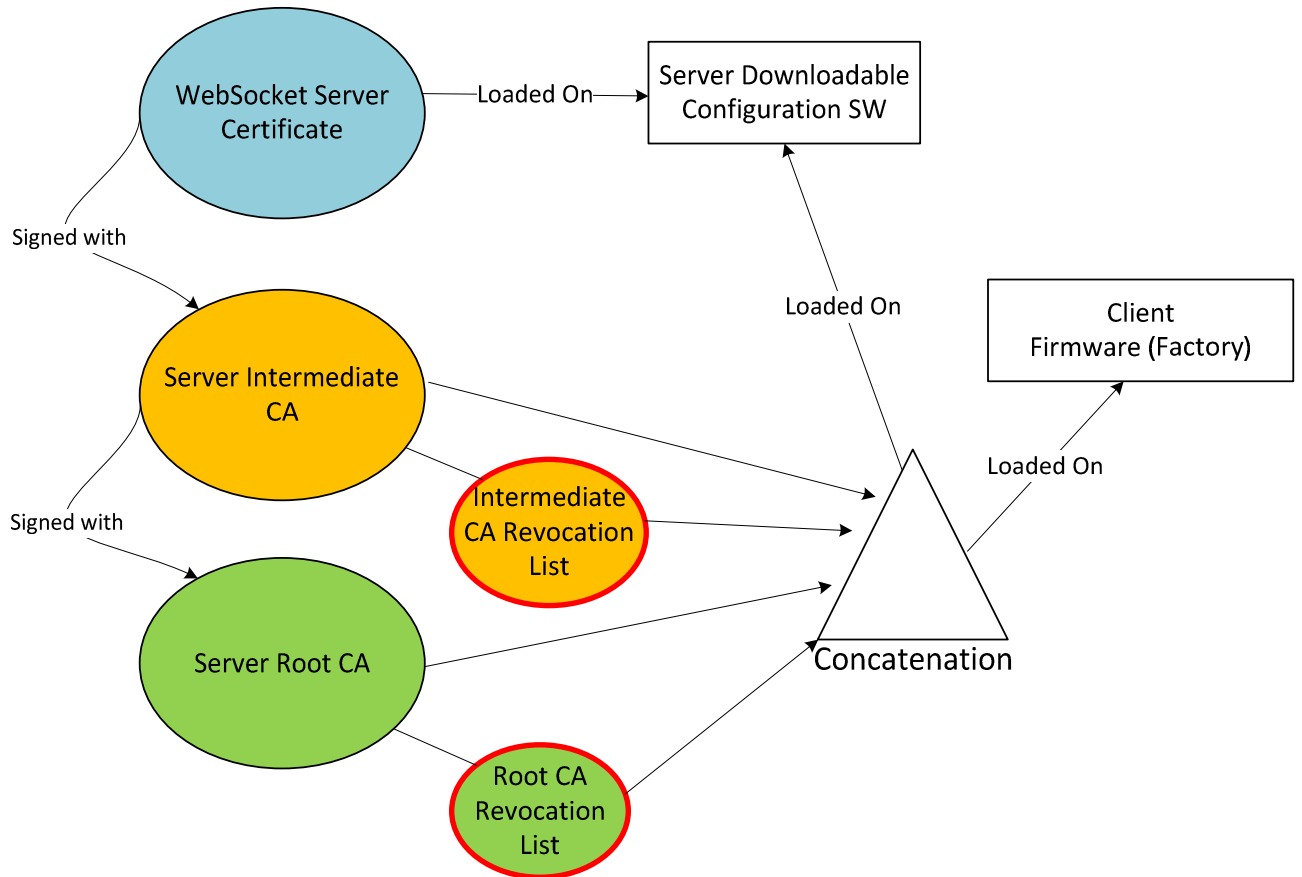 WebSocket Server
Certificate
Loaded On
Server Downloadable
Configuration SW
Signed with
Loaded On
Client
Firmware (Factory)
Server Intermediate
CA
Loaded On
Intermediate
CA Revocation
List
Signed with
Server Root CA
Concatenation
Root CA
Revocation
List